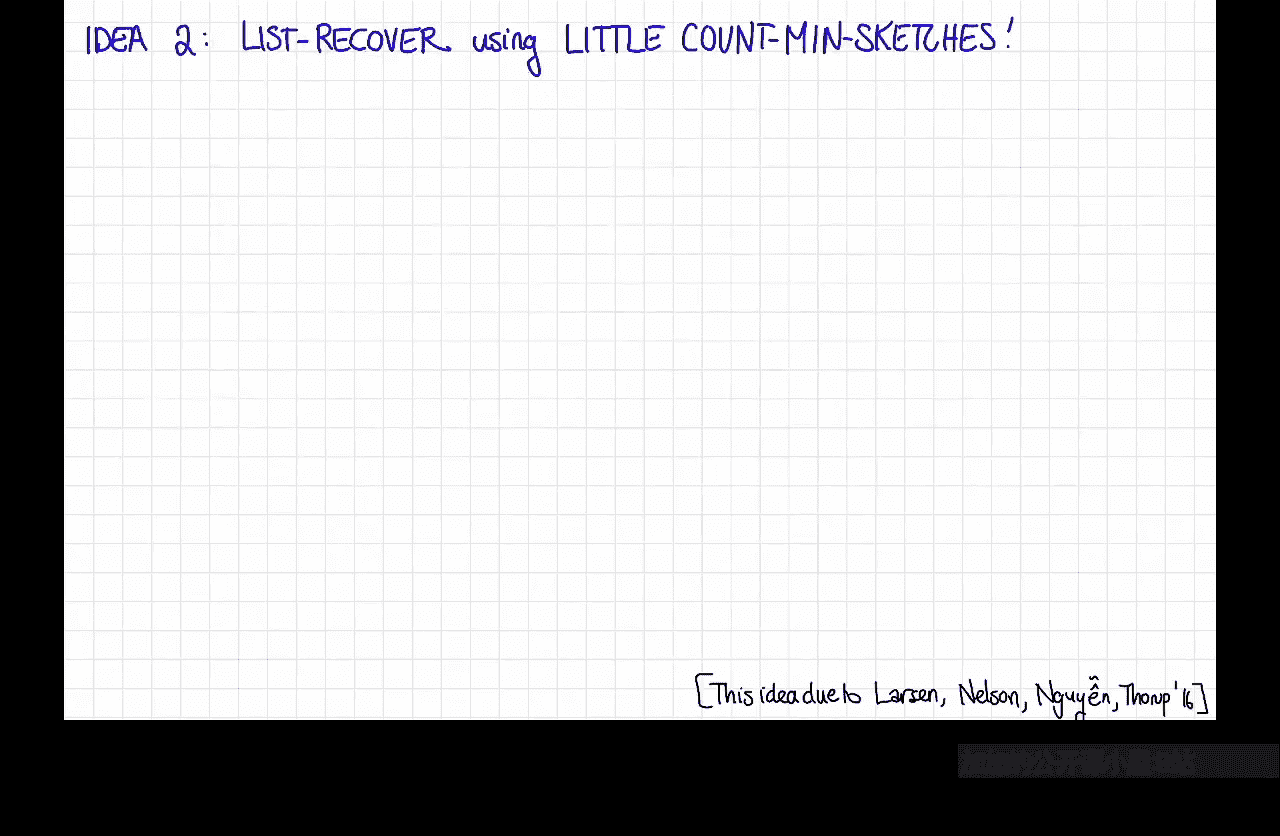 IDEA 2: LIST-RECOVER using LITTLE COUNT-MIN-SKETCHES!
[This idea due to Larsen, Nelson, Nguyễn, Thorup '16]